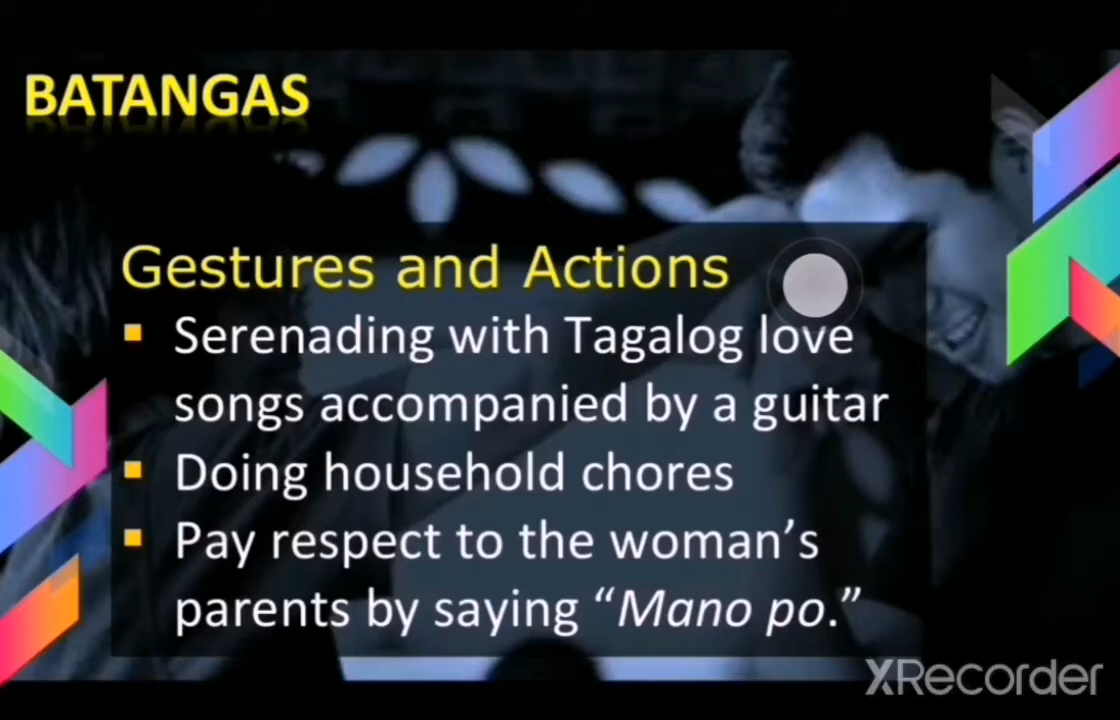 BATANGAS
Gestures and Actions
▪ Serenading with Tagalog love
songs accompanied by a guitar
▪ Doing household chores
▪ Pay respect to the woman’s
parents by saying “Mano po.”
XRecorder